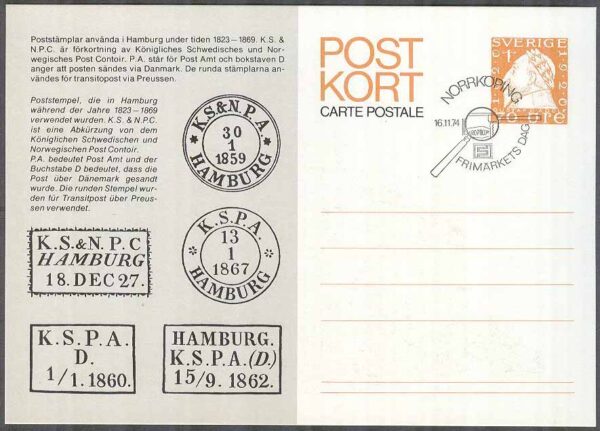 Poststämplar använda i Hamburg under tiden 1823–1869. K.S. &
N.P.C. är förkortning av Königliches Schwedisches und Nor-
wegisches Post Contoir. P.A. står för Post Amt och bokstaven D
anger att posten sändes via Danmark. De runda stämplarna an-
vändes för transitopost via Preussen.
Poststempel, die in Hamburg
während der Jahre 1823–1869
verwendet wurden. K.S. & N.P.C.
ist eine Abkürzung von dem
Königlichen Schwedischen und
Norwegischen Post Contoir.
P.A. bedeutet Post Amt und der
Buchstabe D bedeutet, dass die
Post über Dänemark gesandt
wurde. Die runden Stempel wur-
den für Transitpost über Preus-
sen verwendet.
K.S.&N.P.A.
30
1
1859
HAMBURG
K.S.&N.P.C
HAMBURG
18.DEC 27.
K.S.P.A.
13
1
1867
HAMBURG
K.S.P.A.
D.
1/1.1860.
HAMBURG.
K.S.P.A.(D.)
15/9. 1862.
POST
KORT
CARTE POSTALE
SVERIGE
ÖRE
NORRKÖPING
16.11.74
FRIMÄRKETS DAG